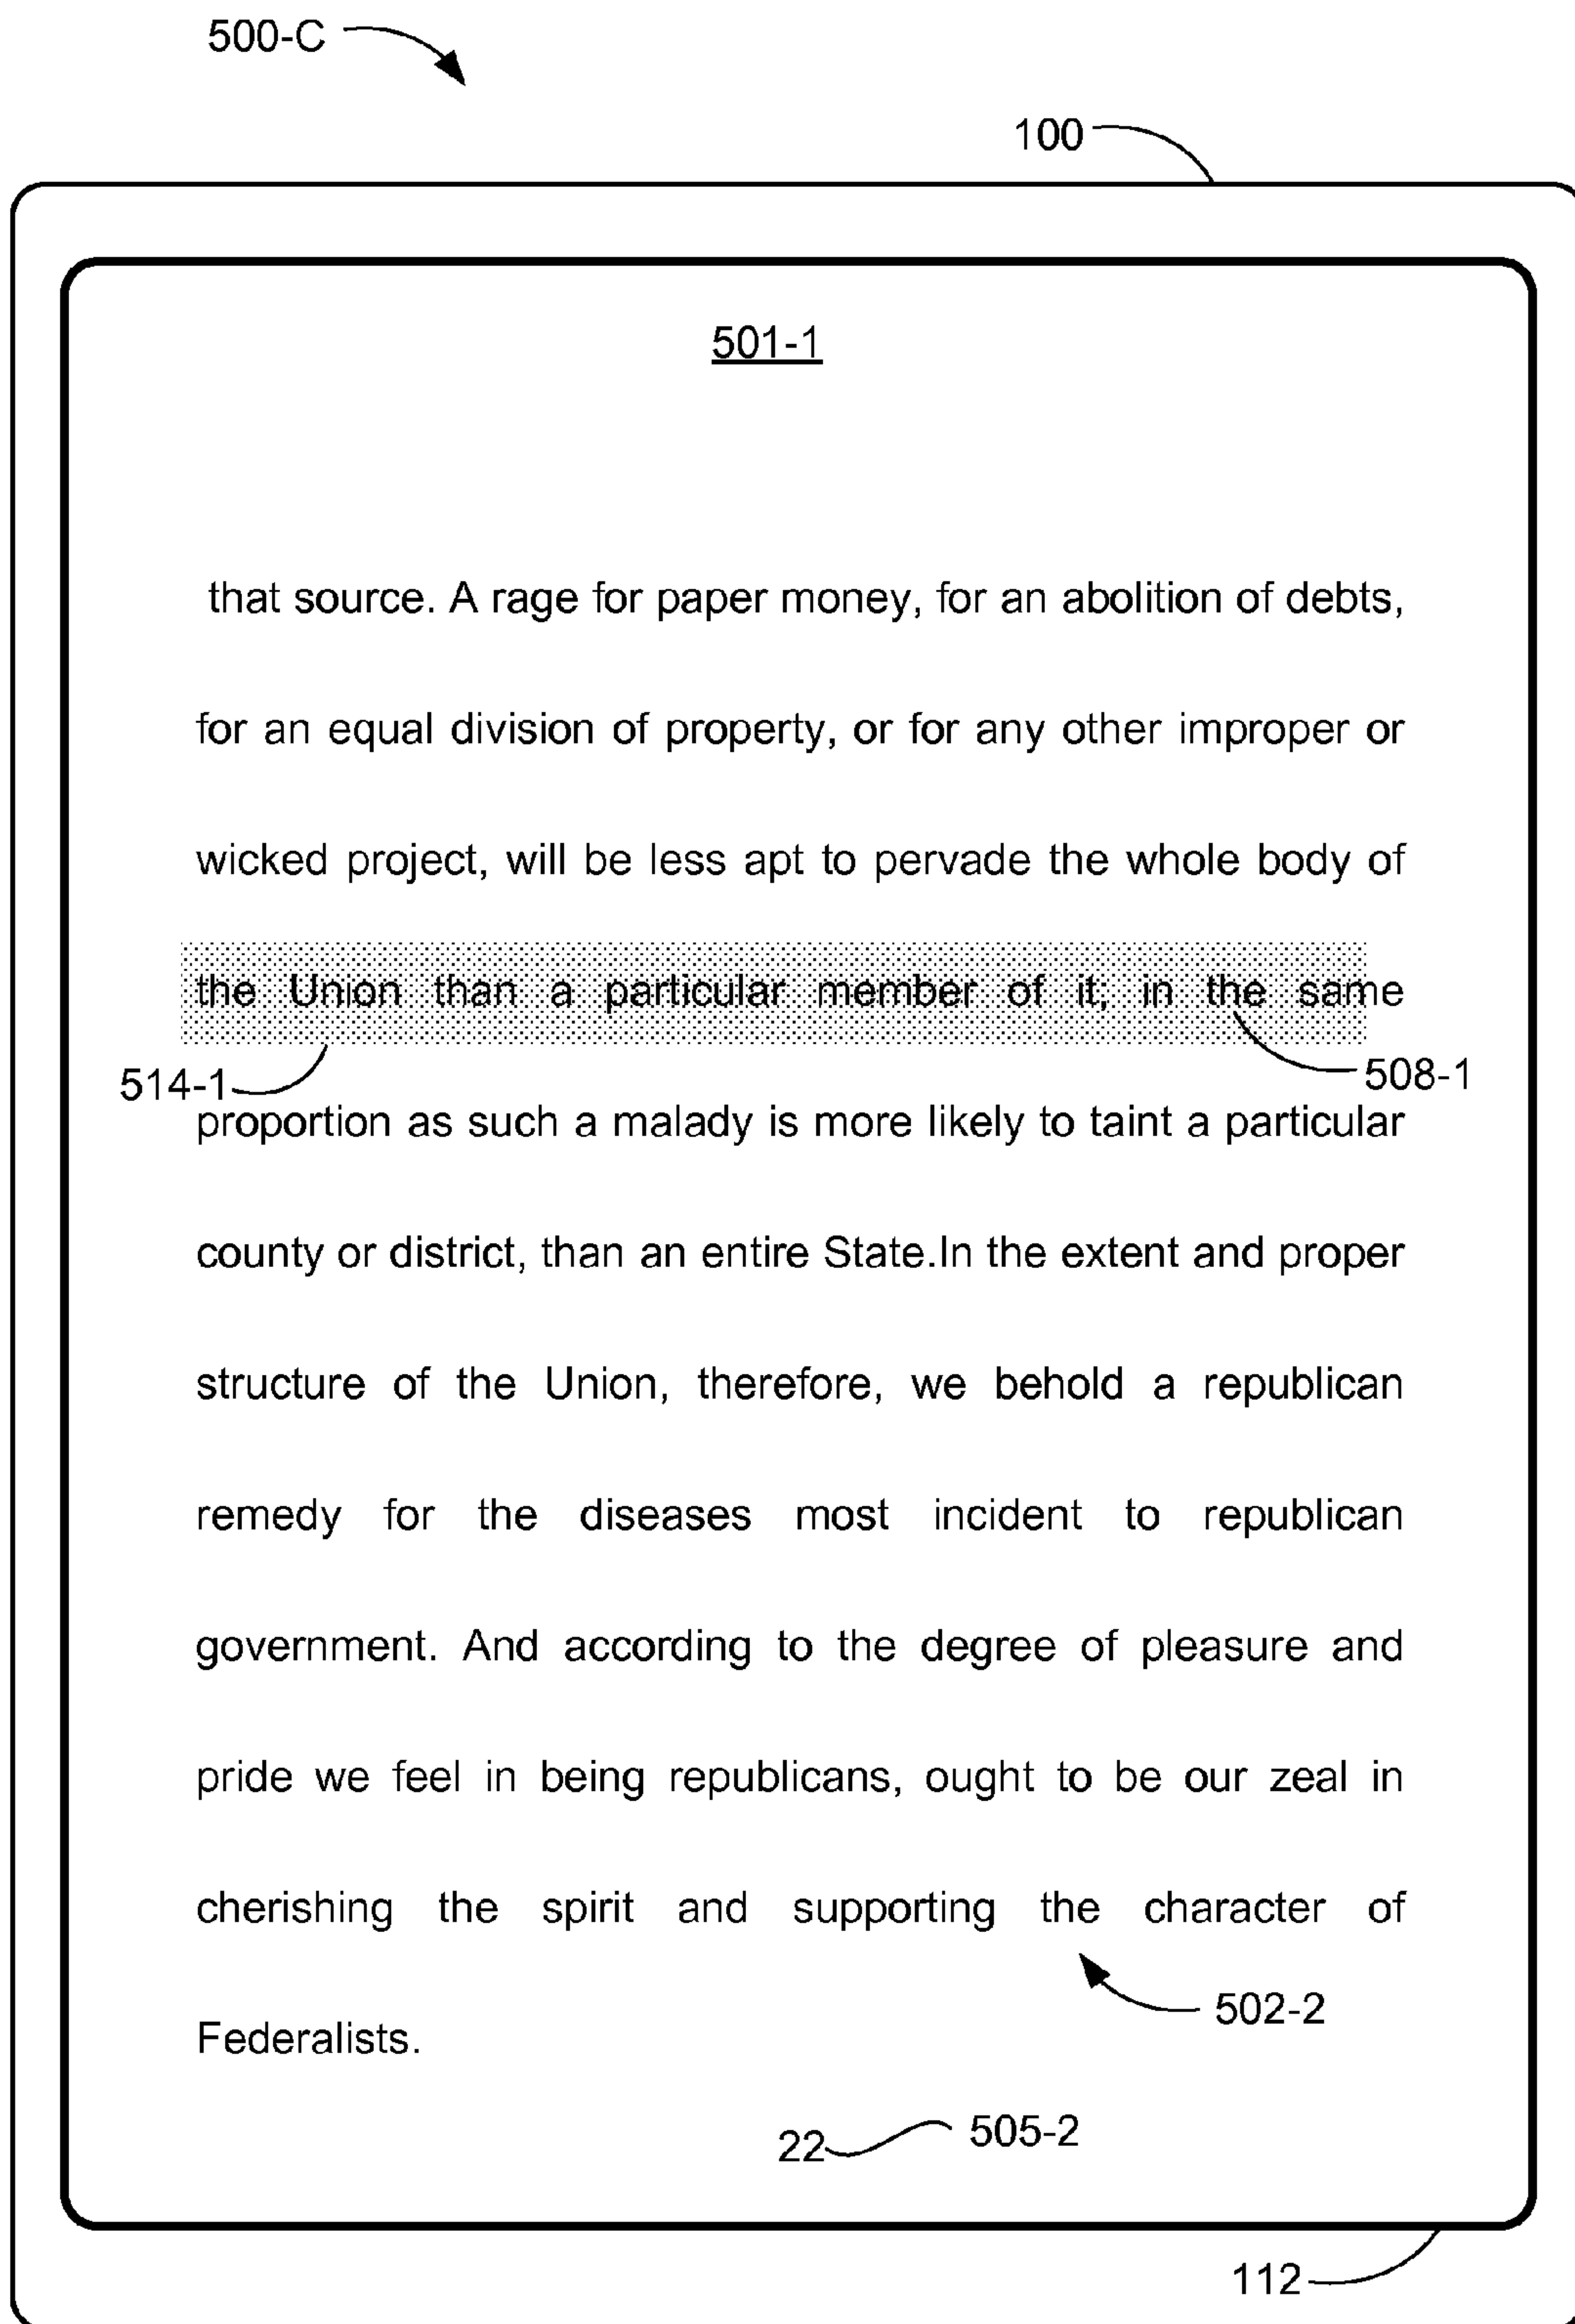 500-C
100
501-1
that source. A rage for paper money, for an abolition of debts,
for an equal division of property, or for any other improper or
wicked project, will be less apt to pervade the whole body of
the Union than a particular member of it; in the same
514-1
508-1
proportion as such a malady is more likely to taint a particular
county or district, than an entire State.In the extent and proper
structure of the Union, therefore, we behold a republican
remedy for the diseases most incident to republican
government. And according to the degree of pleasure and
pride we feel in being republicans, ought to be our zeal in
cherishing the spirit and supporting the character of
502-2
Federalists.
22
505-2
112